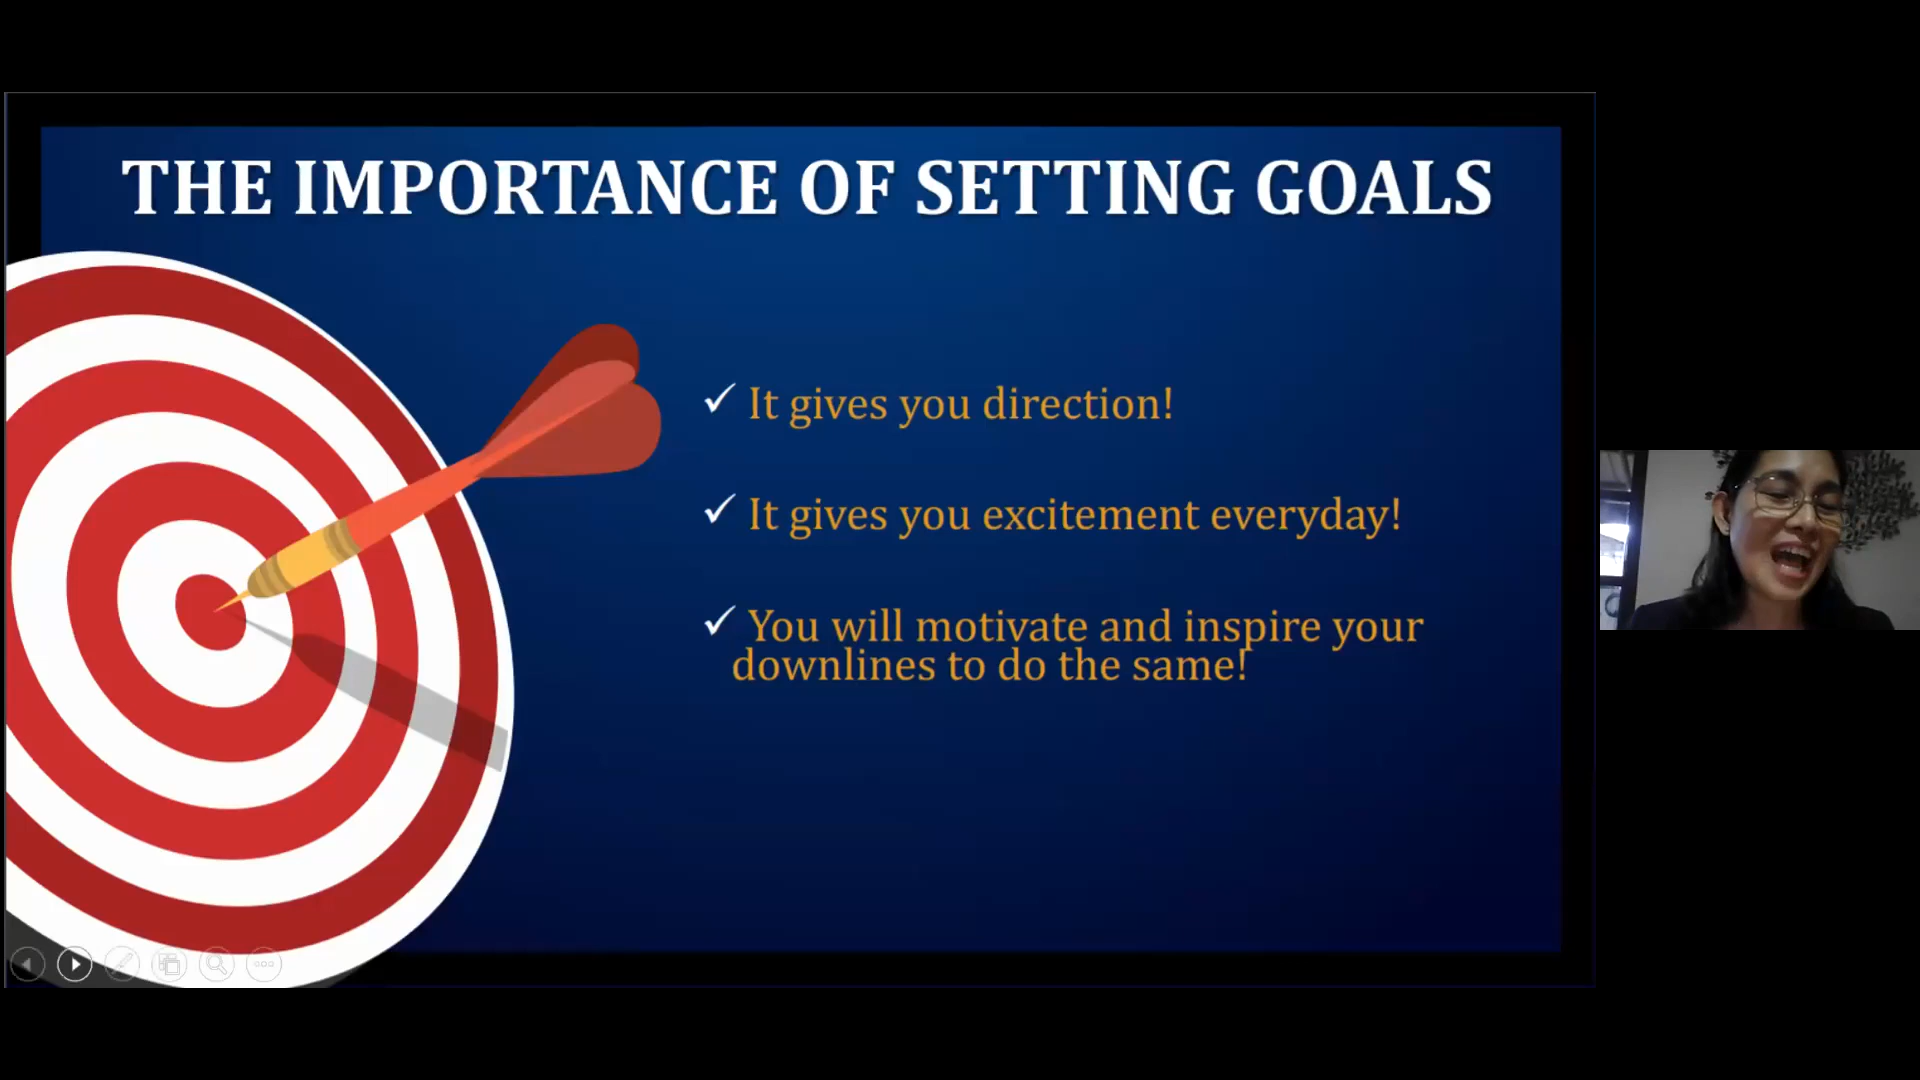 THE IMPORTANCE OF SETTING GOALS
✓ It gives you direction!
✓ It gives you excitement everyday!
✓ You will motivate and inspire your
downlines to do the same!